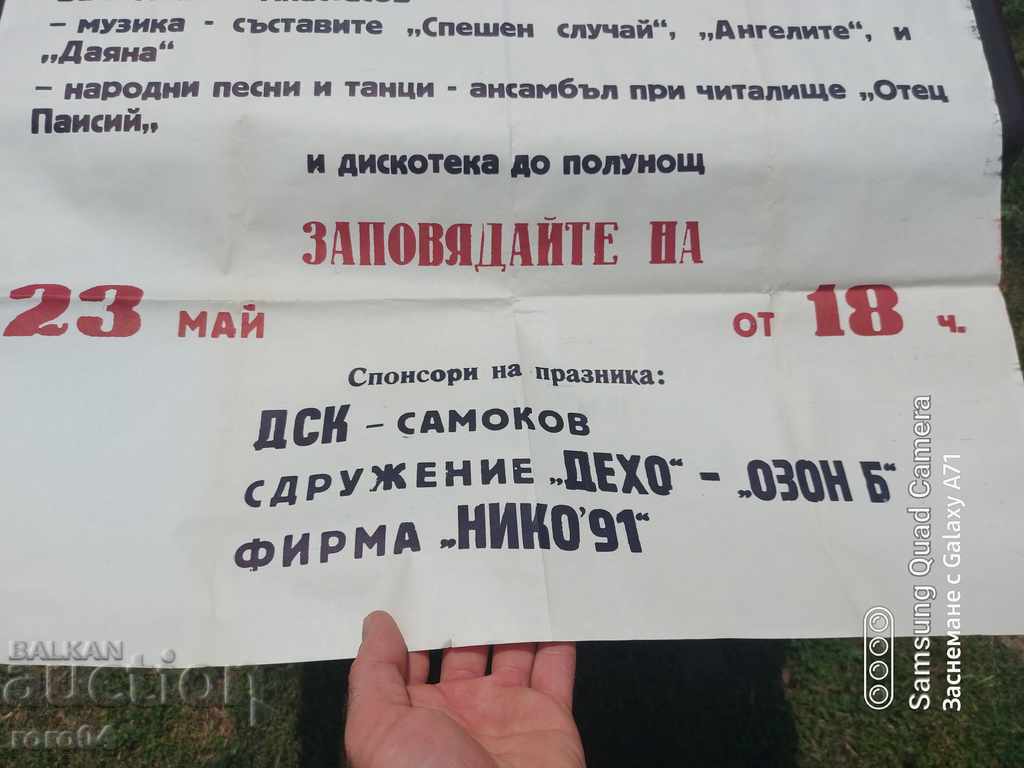 – музика - съставите „Спешен случай“, „Ангелите“, и
„Даяна“
– народни песни и танци - ансамбъл при читалище „Отец
Паисий„
и дискотека до полунощ
ЗАПОВЯДАЙТЕ НА
23 МАЙ ОТ 18 ч.
Спонсори на празника:
ДСК – САМОКОВ
СДРУЖЕНИЕ „ДЕХО“ – „ОЗОН Б“
ФИРМА „НИКО’91“
Samsung Quad Camera
Заснемане с Galaxy A71
BALKAN
auction
roro04